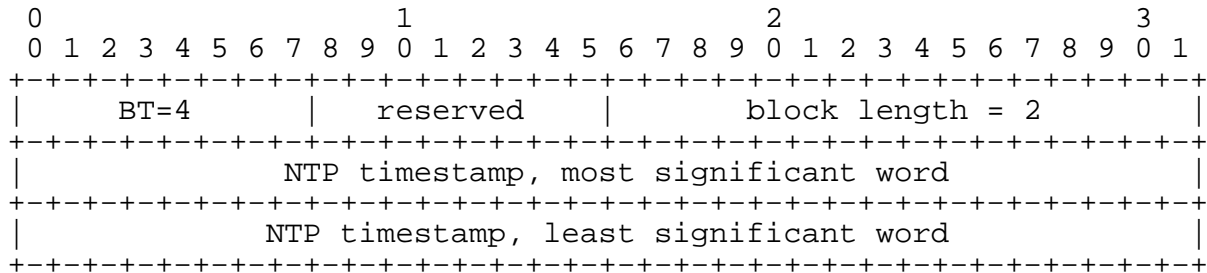 0                   1                   2                   3
 0 1 2 3 4 5 6 7 8 9 0 1 2 3 4 5 6 7 8 9 0 1 2 3 4 5 6 7 8 9 0 1
+-+-+-+-+-+-+-+-+-+-+-+-+-+-+-+-+-+-+-+-+-+-+-+-+-+-+-+-+-+-+-+-+
|     BT=4      |   reserved    |       block length = 2        |
+-+-+-+-+-+-+-+-+-+-+-+-+-+-+-+-+-+-+-+-+-+-+-+-+-+-+-+-+-+-+-+-+
|              NTP timestamp, most significant word             |
+-+-+-+-+-+-+-+-+-+-+-+-+-+-+-+-+-+-+-+-+-+-+-+-+-+-+-+-+-+-+-+-+
|             NTP timestamp, least significant word             |
+-+-+-+-+-+-+-+-+-+-+-+-+-+-+-+-+-+-+-+-+-+-+-+-+-+-+-+-+-+-+-+-+